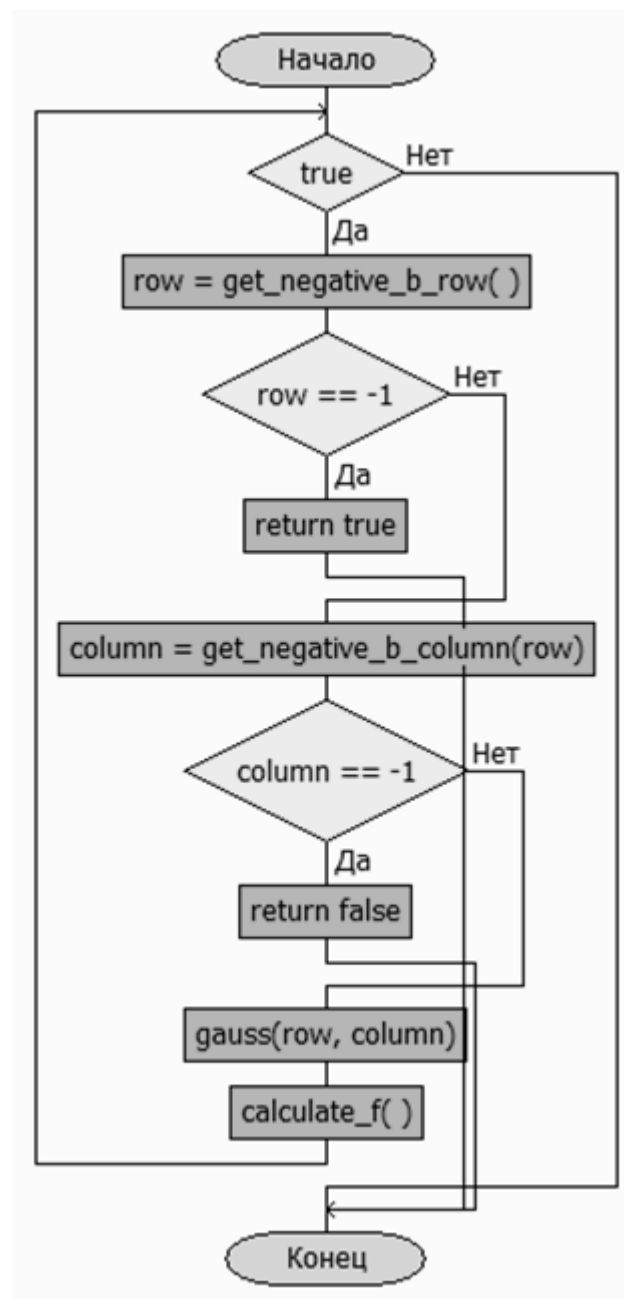 Начало
true
Нет
Да
row = get_negative_b_row( )
row == -1
Нет
Да
return true
column = get_negative_b_column(row)
column == -1
Нет
Да
return false
gauss(row, column)
calculate_f( )
Конец